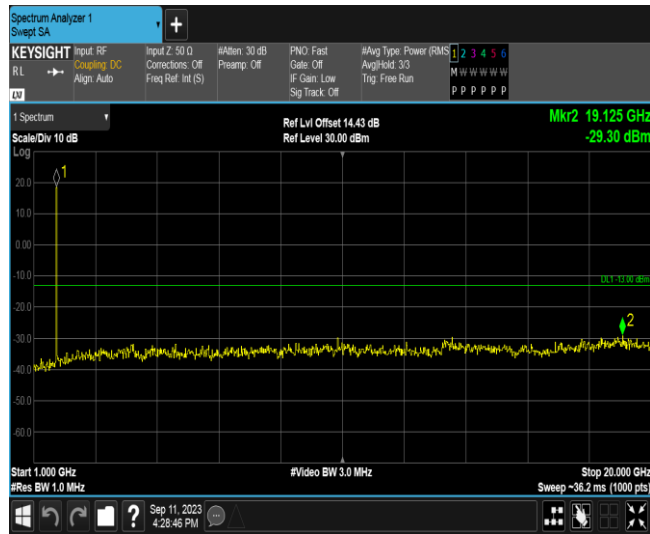 Spectrum Analyzer 1
Swept SA
+
KEYSIGHT
RL
LXI
Input: RF
Coupling: DC
Align: Auto
Input Z: 50 Ω
Corrections: Off
Freq Ref: Int (S)
#Atten: 30 dB
Preamp: Off
PNO: Fast
Gate: Off
IF Gain: Low
Sig Track: Off
#Avg Type: Power (RMS
Avg|Hold: 3/3
Trig: Free Run
1 2 3 4 5 6
M W W W W W
P P P P P P
1 Spectrum
Scale/Div 10 dB
Ref Lvl Offset 14.43 dB
Ref Level 30.00 dBm
Mkr2 19.125 GHz
-29.30 dBm
Log
1
20.0
10.0
0.00
-10.0
DL1 -13.00 dBm
-20.0
2
-30.0
-40.0
-50.0
-60.0
Start 1.000 GHz
#Video BW 3.0 MHz
Stop 20.000 GHz
#Res BW 1.0 MHz
Sweep ~36.2 ms (1000 pts)
?
Sep 11, 2023
4:28:46 PM